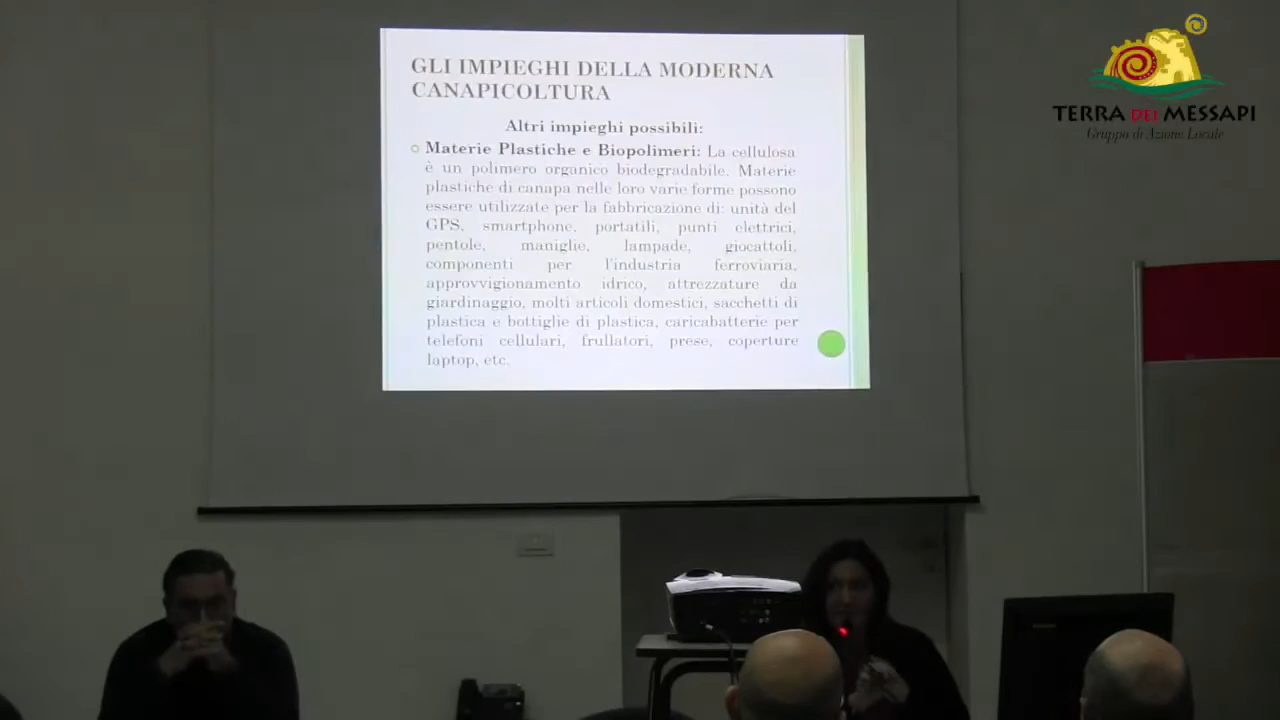 GLI IMPIEGHI DELLA MODERNA
CANAPICOLTURA
Altri impieghi possibili:
Materie Plastiche e Biopolimeri: La cellulosa
è un polimero organico biodegradabile. Materie
plastiche di canapa nelle loro varie forme possono
essere utilizzate per la fabbricazione di: unità del
GPS, smartphone, portatili, punti elettrici,
pentole, maniglie, lampade, giocattoli,
componenti per l'industria ferroviaria,
approvvigionamento idrico, attrezzature da
giardinaggio, molti articoli domestici, sacchetti di
plastica e bottiglie di plastica, caricabatterie per
telefoni cellulari, frullatori, prese, coperture
laptop, etc.
TERRA DEI MESSAPI
Gruppo di Azione Locale